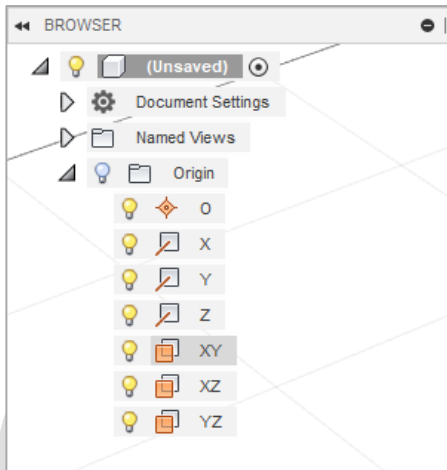 BROWSER
(Unsaved)
Document Settings
Named Views
Origin
O
X
Y
Z
XY
XZ
YZ